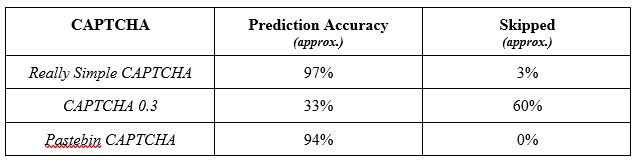 CAPTCHA Prediction Accuracy Skipped
(approx.) (approx.)
Really Simple CAPTCHA 97% 3%
CAPTCHA 0.3 33% 60%
Pastebin CAPTCHA 94% 0%